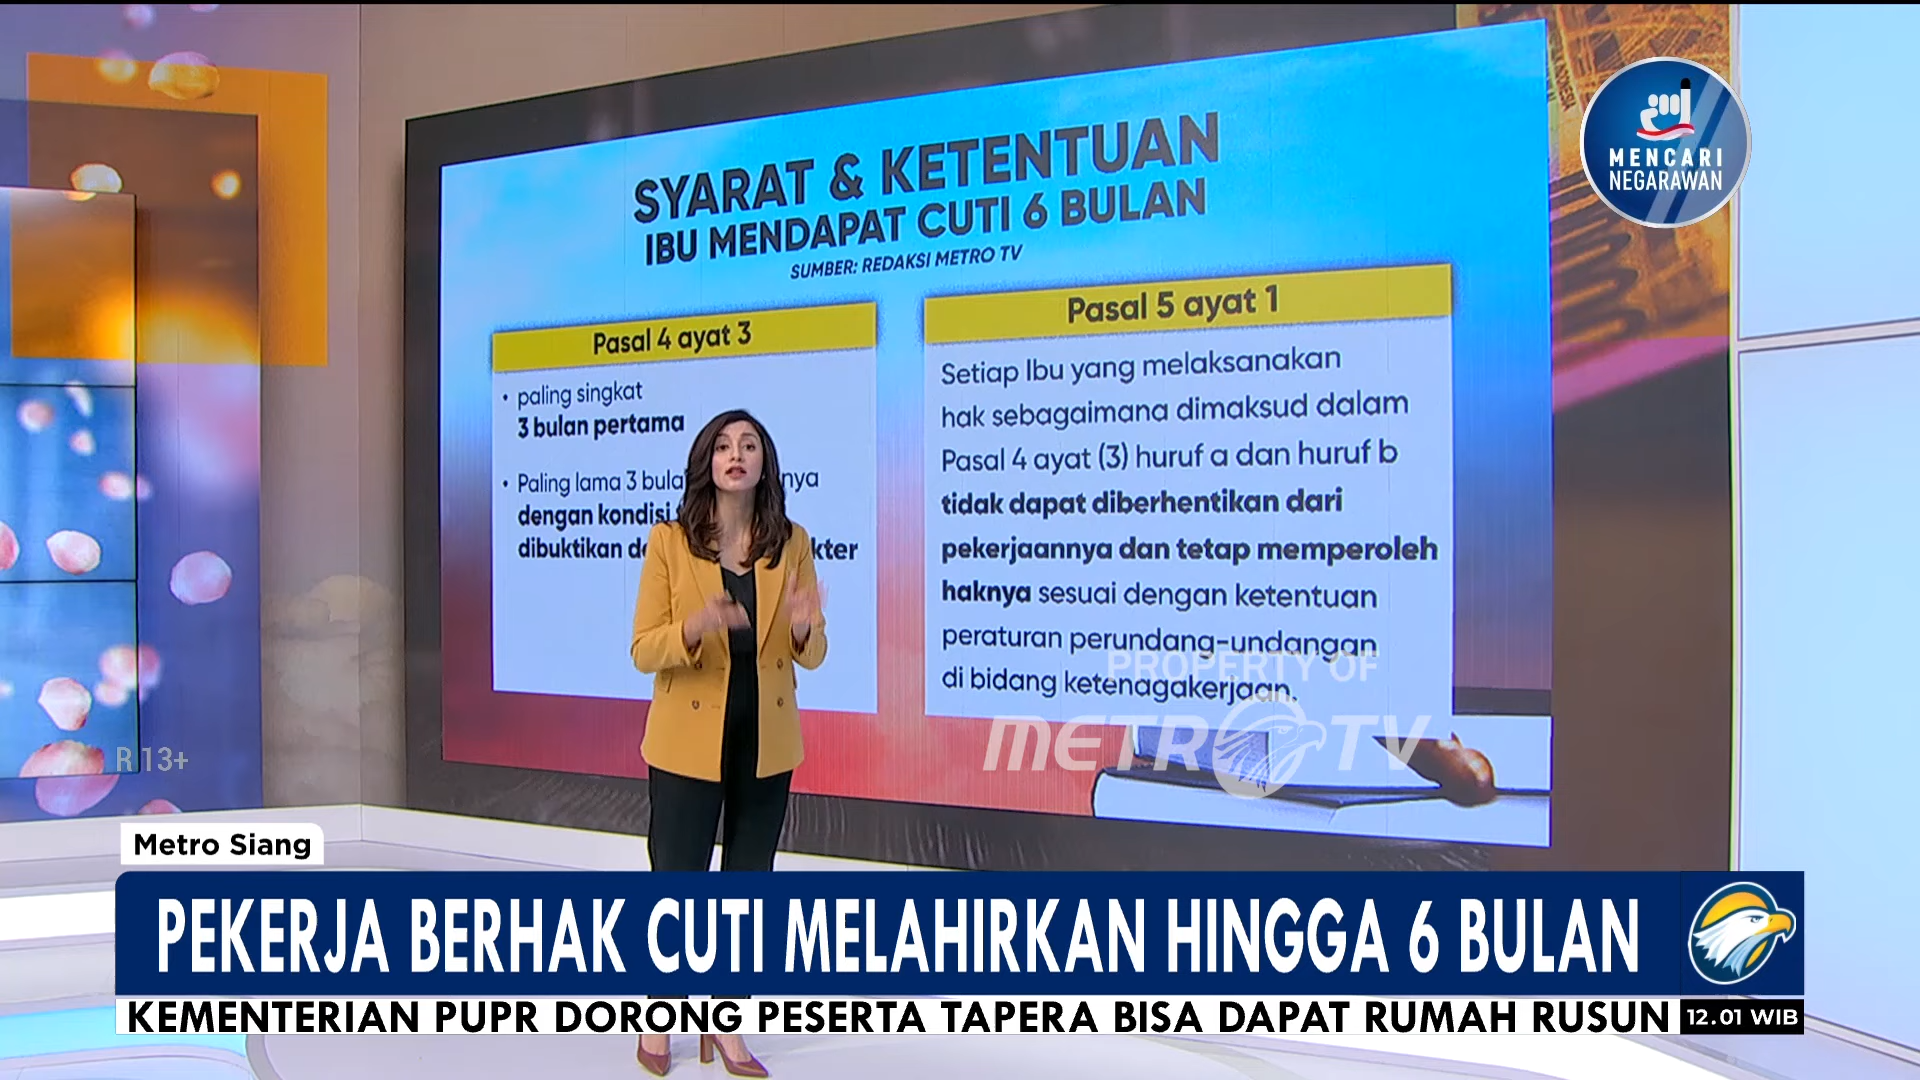 MENCARI
NEGARAWAN
SYARAT & KETENTUAN
IBU MENDAPAT CUTI 6 BULAN
SUMBER: REDAKSI METRO TV
Pasal 4 ayat 3
• paling singkat
3 bulan pertama
• Paling lama 3 nya
dengan kondisi
dibuktikan
Pasal 5 ayat 1
Setiap Ibu yang melaksanakan
hak sebagaimana dimaksud dalam
Pasal 4 ayat (3) huruf a dan huruf b
tidak dapat diberhentikan dari
pekerjaannya dan tetap memperoleh
haknya sesuai dengan ketentuan
peraturan perundang-undangan
di bidang ketenagakerjaan.
PROPERTY OF
METRO TV
R 13+
Metro Siang
PEKERJA BERHAK CUTI MELAHIRKAN HINGGA 6 BULAN
KEMENTERIAN PUPR DORONG PESERTA TAPERA BISA DAPAT RUMAH RUSUN
12.01 WIB